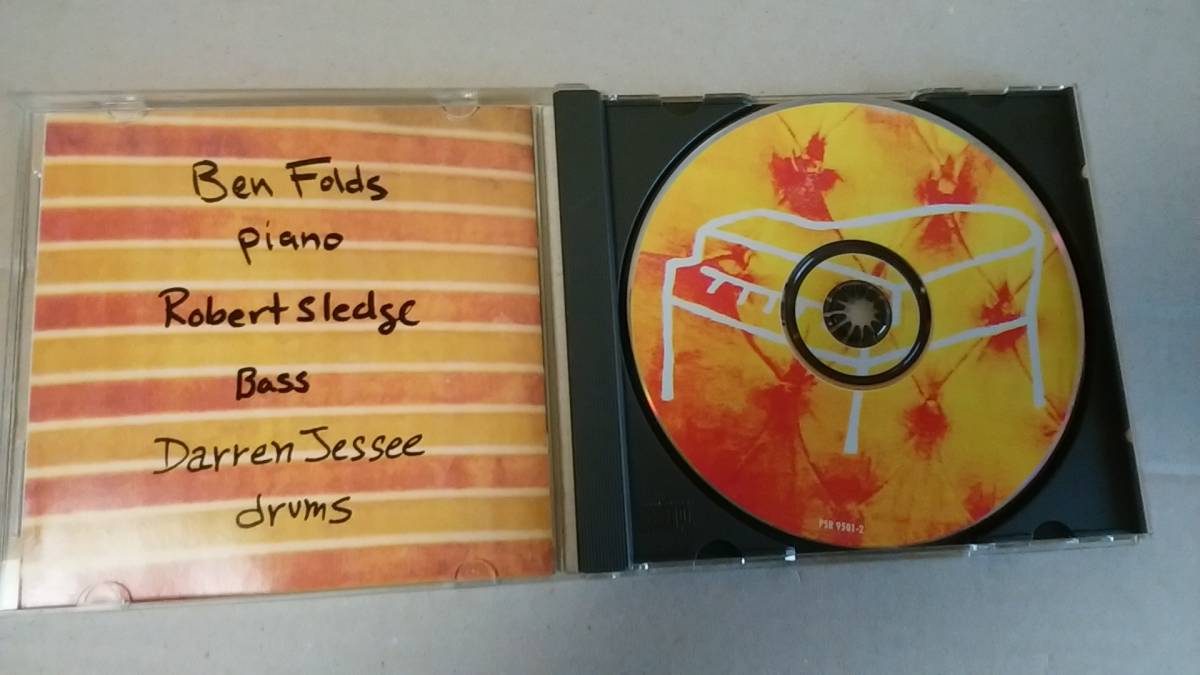 Ben Folds
piano
Robert Sledge
Bass
Darren Jessee
drums
PSR 9501-2